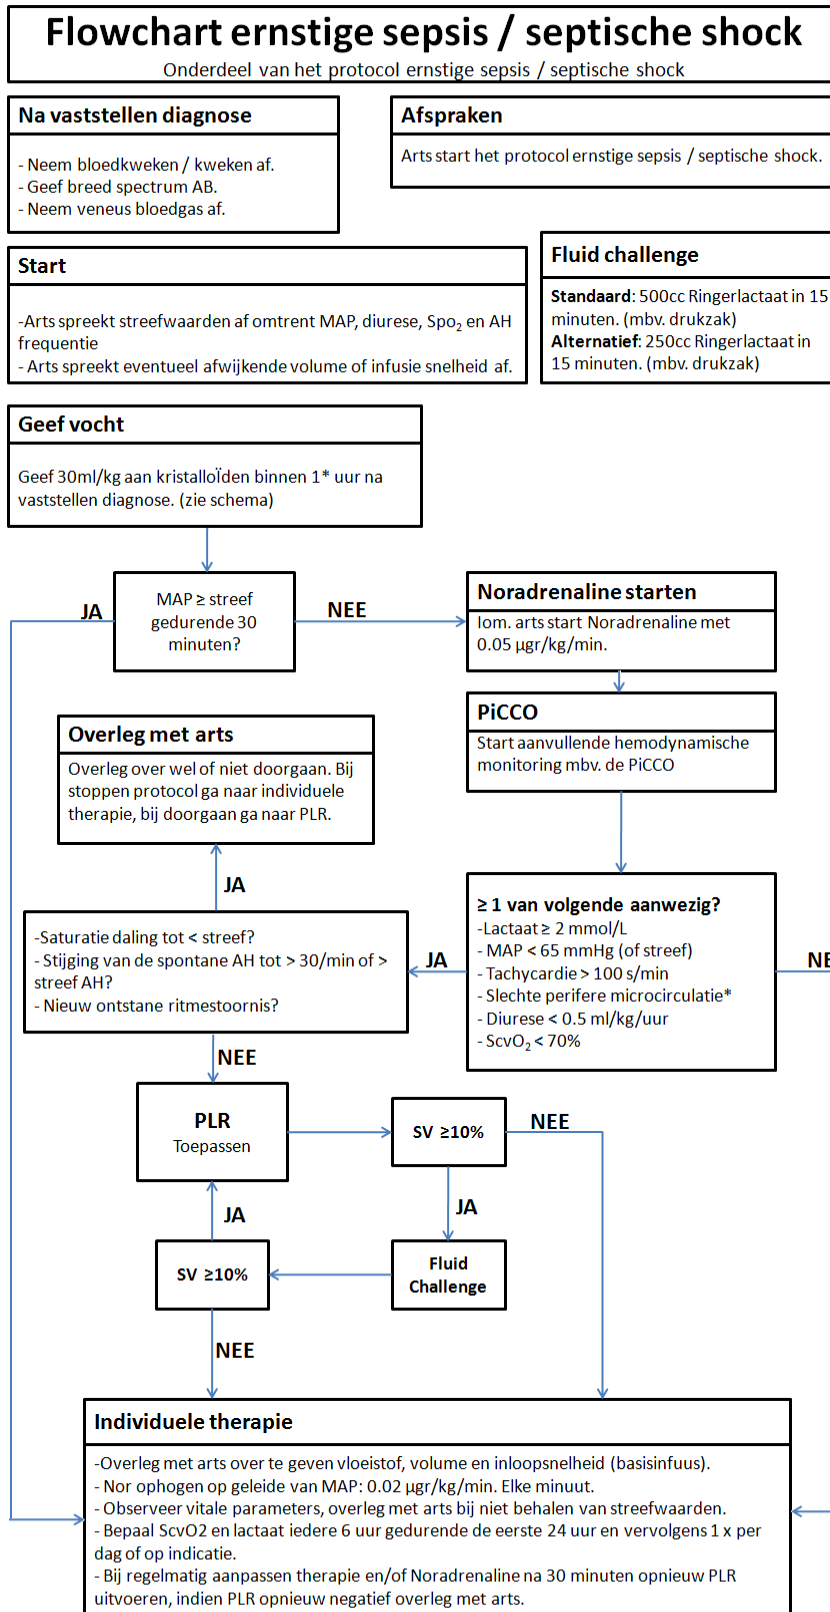 Flowchart ernstige sepsis / septische shock
Onderdeel van het protocol ernstige sepsis / septische shock
Na vaststellen diagnose
- Neem bloedkweken / kweken af.
- Geef breed spectrum AB.
- Neem veneus bloedgas af.
Afspraken
Arts start het protocol ernstige sepsis / septische shock.
Start
-Arts spreekt streefwaarden af omtrent MAP, diurese, Spo₂ en AH
frequentie
- Arts spreekt eventueel afwijkende volume of infusie snelheid af.
Fluid challenge
Standaard: 500cc Ringerlactaat in 15
minuten. (mbv. drukzak)
Alternatief: 250cc Ringerlactaat in
15 minuten. (mbv. drukzak)
Geef vocht
Geef 30ml/kg aan kristalloÏden binnen 1* uur na
vaststellen diagnose. (zie schema)
MAP ≥ streef
gedurende 30
minuten?
JA
NEE
Noradrenaline starten
Iom. arts start Noradrenaline met
0.05 µgr/kg/min.
PiCCO
Start aanvullende hemodynamische
monitoring mbv. de PiCCO
Overleg met arts
Overleg over wel of niet doorgaan. Bij
stoppen protocol ga naar individuele
therapie, bij doorgaan ga naar PLR.
JA
≥ 1 van volgende aanwezig?
-Lactaat ≥ 2 mmol/L
- MAP < 65 mmHg (of streef)
- Tachycardie > 100 s/min
- Slechte perifere microcirculatie*
- Diurese < 0.5 ml/kg/uur
- ScvO₂ < 70%
JA
NE
-Saturatie daling tot < streef?
- Stijging van de spontane AH tot > 30/min of >
streef AH?
- Nieuw ontstane ritmestoornis?
NEE
PLR
Toepassen
SV ≥10%
NEE
JA
Fluid
Challenge
SV ≥10%
JA
NEE
Individuele therapie
-Overleg met arts over te geven vloeistof, volume en inloopsnelheid (basisinfuus).
- Nor ophogen op geleide van MAP: 0.02 µgr/kg/min. Elke minuut.
- Observeer vitale parameters, overleg met arts bij niet behalen van streefwaarden.
- Bepaal ScvO2 en lactaat iedere 6 uur gedurende de eerste 24 uur en vervolgens 1 x per
dag of op indicatie.
- Bij regelmatig aanpassen therapie en/of Noradrenaline na 30 minuten opnieuw PLR
uitvoeren, indien PLR opnieuw negatief overleg met arts.